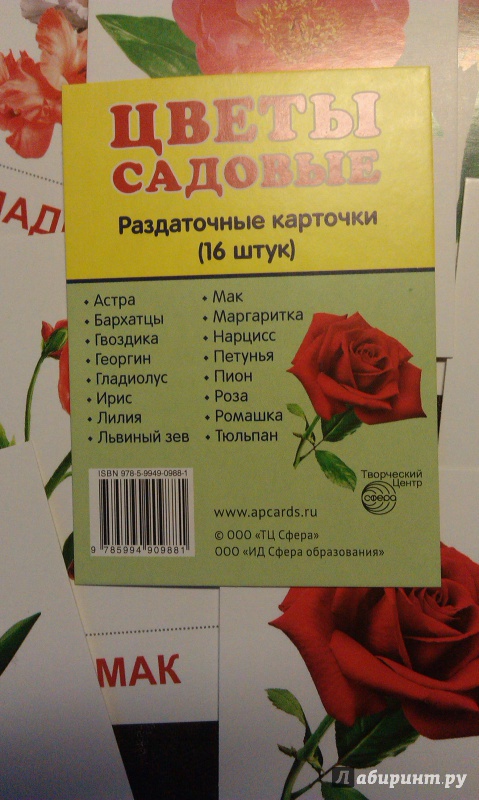 ЦВЕТЫ
САДОВЫЕ
Раздаточные карточки
(16 штук)
• Астра
• Бархатцы
• Гвоздика
• Георгин
• Гладиолус
• Ирис
• Лилия
• Львиный зев
• Мак
• Маргаритка
• Нарцисс
• Петунья
• Пион
• Роза
• Ромашка
• Тюльпан
ISBN 978-5-9949-0988-1
9 785994 909881
Творческий
Центр
сфера
www.apcards.ru
© ООО «ТЦ Сфера»
ООО «ИД Сфера образования»
МАК
Лабиринт.ру